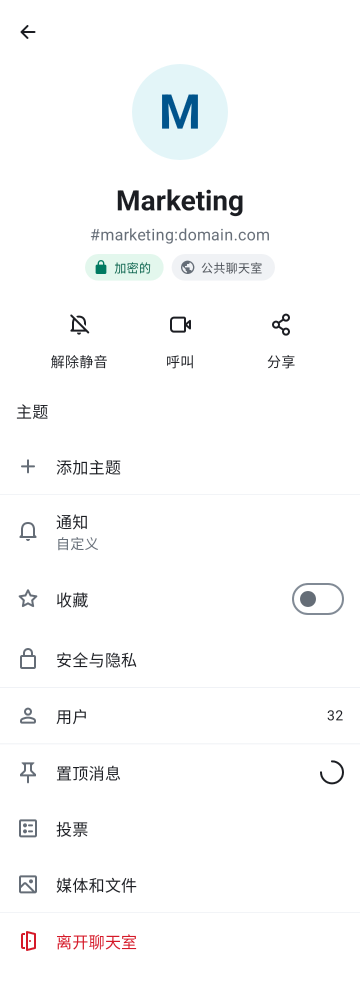 M
Marketing
#marketing:domain.com
加密的 公共聊天室
解除静音 呼叫 分享
主题
添加主题
通知
自定义
收藏
安全与隐私
用户 32
置顶消息
投票
媒体和文件
离开聊天室